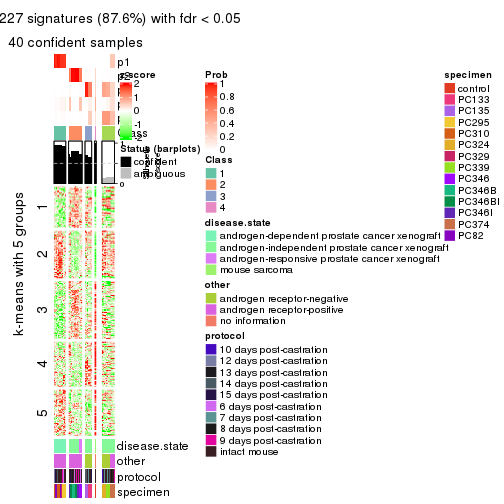 227 signatures (87.6%) with fdr < 0.05
40 confident samples
p1
z-score
2
1
0
-1
-2
Status (barplots)
confident
ambiguous
1
0
k-means with 5 groups
1
2
3
4
5
disease.state
other
protocol
specimen
Prob
1
0.8
0.6
0.4
0.2
0
Class
1
2
3
4
disease.state
androgen-dependent prostate cancer xenograft
androgen-independent prostate cancer xenograft
androgen-responsive prostate cancer xenograft
mouse sarcoma
other
androgen receptor-negative
androgen receptor-positive
no information
protocol
10 days post-castration
12 days post-castration
13 days post-castration
14 days post-castration
15 days post-castration
6 days post-castration
7 days post-castration
8 days post-castration
9 days post-castration
intact mouse
specimen
control
PC133
PC135
PC295
PC310
PC324
PC329
PC339
PC346
PC346B
PC346BI
PC346I
PC374
PC82